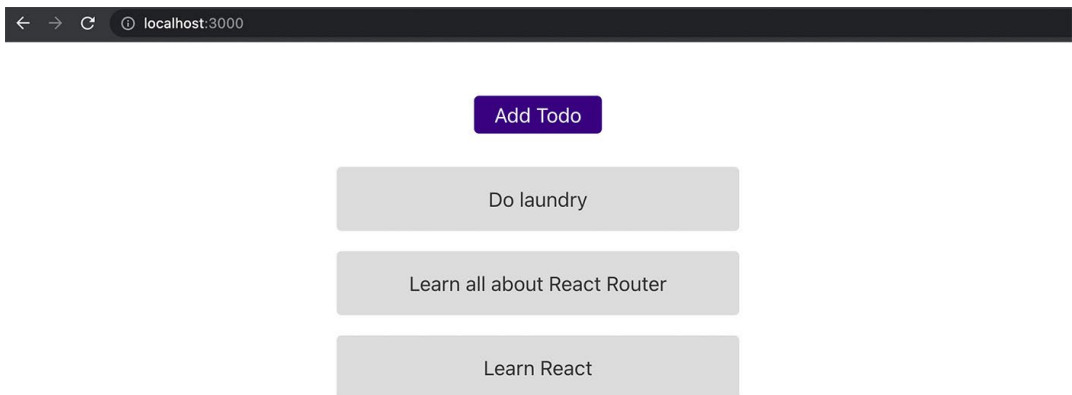 localhost:3000
Add Todo
Do laundry
Learn all about React Router
Learn React